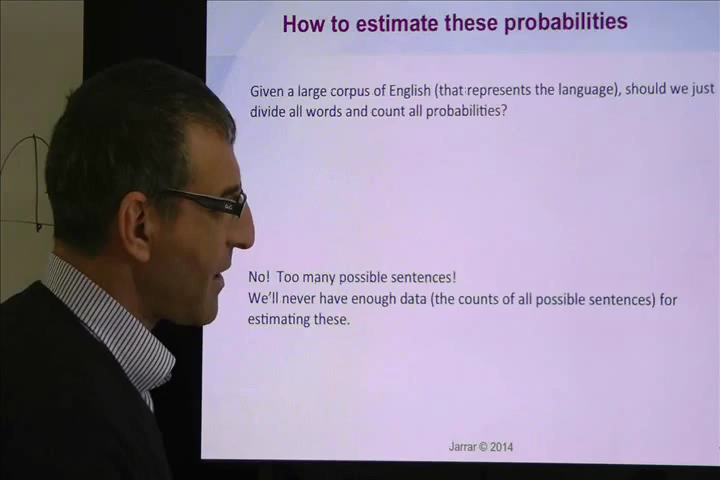 How to estimate these probabilities
Given a large corpus of English (that represents the language), should we just
divide all words and count all probabilities?
No! Too many possible sentences!
We'll never have enough data (the counts of all possible sentences) for
estimating these.
Jarrar © 2014